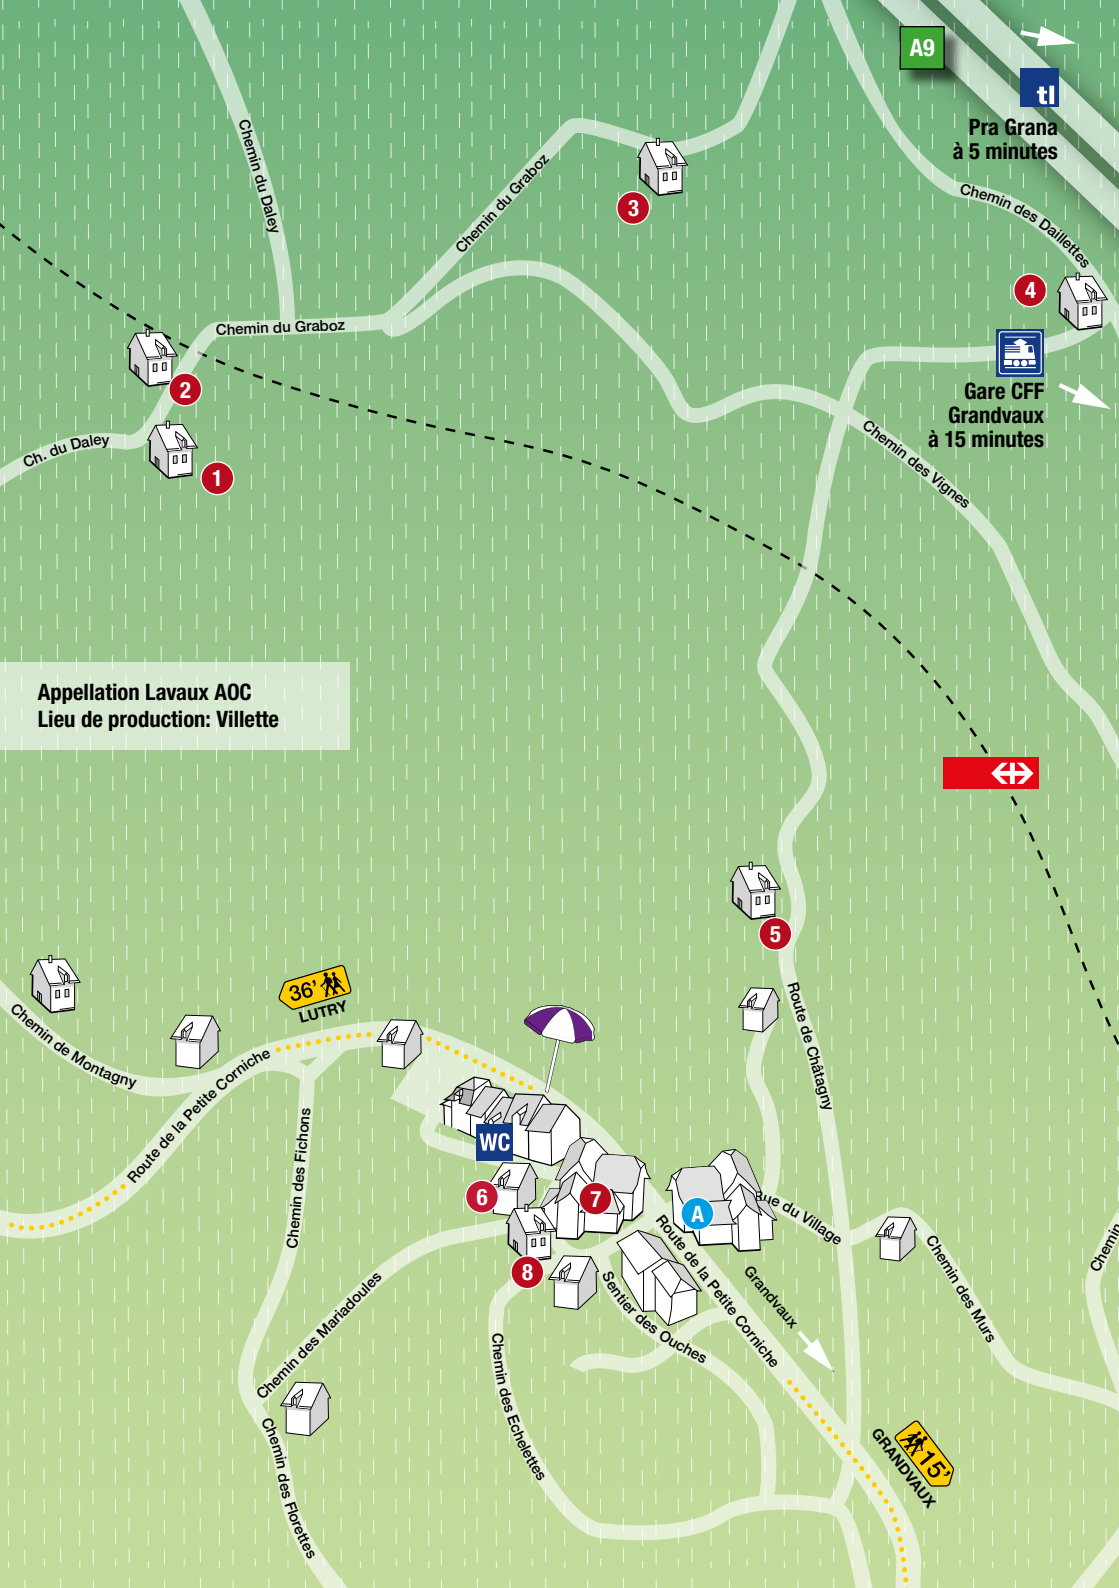 A9
tl
Pra Grana
à 5 minutes
Chemin du Daley
Chemin du Graboz
3
Chemin des Daillettes
4
Chemin du Graboz
2
Gare CFF
Grandvaux
à 15 minutes
Ch. du Daley
1
Chemin des Vignes
Appellation Lavaux AOC
Lieu de production: Villette
5
36'
LUTRY
Route de Châtagny
Chemin de Montagny
Route de la Petite Corniche
Chemin des Fichons
WC
6
7
A
Rue du Village
8
Route de la Petite Corniche
Grandvaux
Chemin des Murs
Chemin
Sentier des Ouches
Chemin des Mariadoules
Chemin des Echelettes
Chemin des Florettes
15'
GRANDVAUX